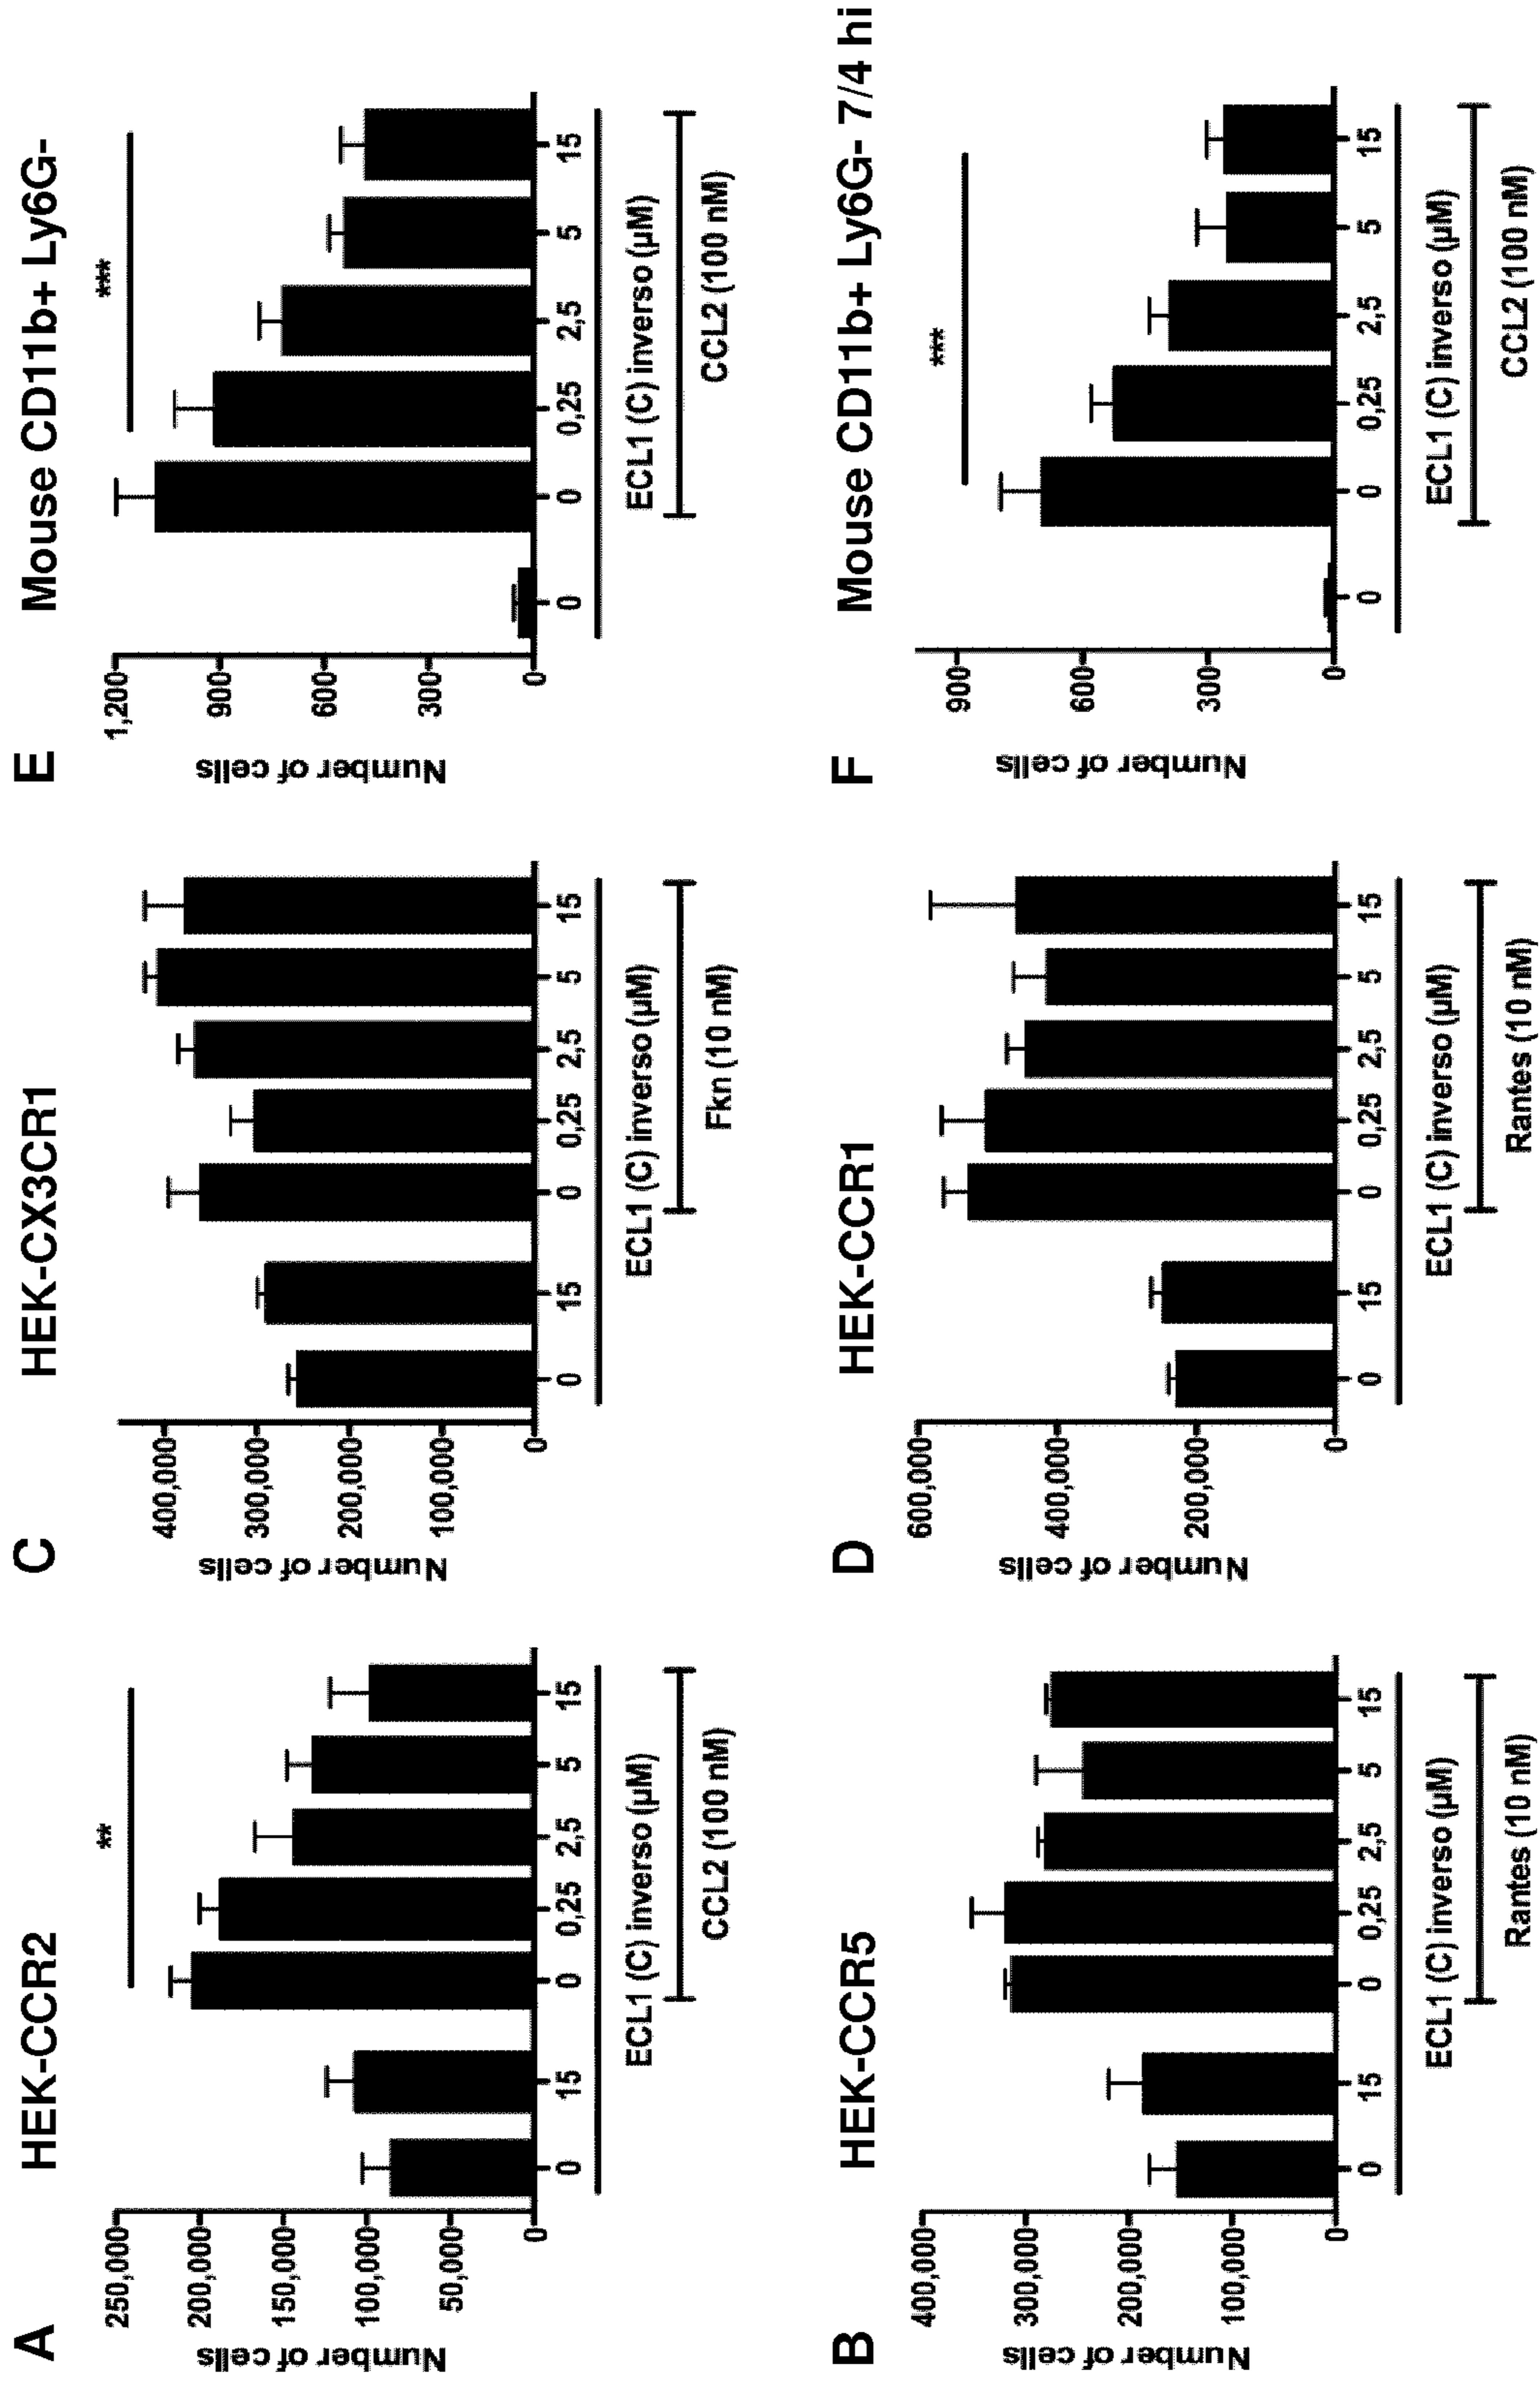 A HEK-CCR2
Number of cells
250,000
200,000
150,000
100,000
50,000
0
**
0 15 0 0,25 2,5 5 15
ECL1 (C) inverso (µM)
CCL2 (100 nM)
C HEK-CX3CR1
Number of cells
400,000
300,000
200,000
100,000
0
0 15 0 0,25 2,5 5 15
ECL1 (C) inverso (µM)
Fkn (10 nM)
E Mouse CD11b+ Ly6G-
Number of cells
1,200
900
600
300
0
***
0 0 0,25 2,5 5 15
ECL1 (C) inverso (µM)
CCL2 (100 nM)
B HEK-CCR5
Number of cells
400,000
300,000
200,000
100,000
0
0 15 0 0,25 2,5 5 15
ECL1 (C) inverso (µM)
Rantes (10 nM)
D HEK-CCR1
Number of cells
600,000
400,000
200,000
0
0 15 0 0,25 2,5 5 15
ECL1 (C) inverso (µM)
Rantes (10 nM)
F Mouse CD11b+ Ly6G- 7/4 hi
Number of cells
900
600
300
0
***
0 0 0,25 2,5 5 15
ECL1 (C) inverso (µM)
CCL2 (100 nM)